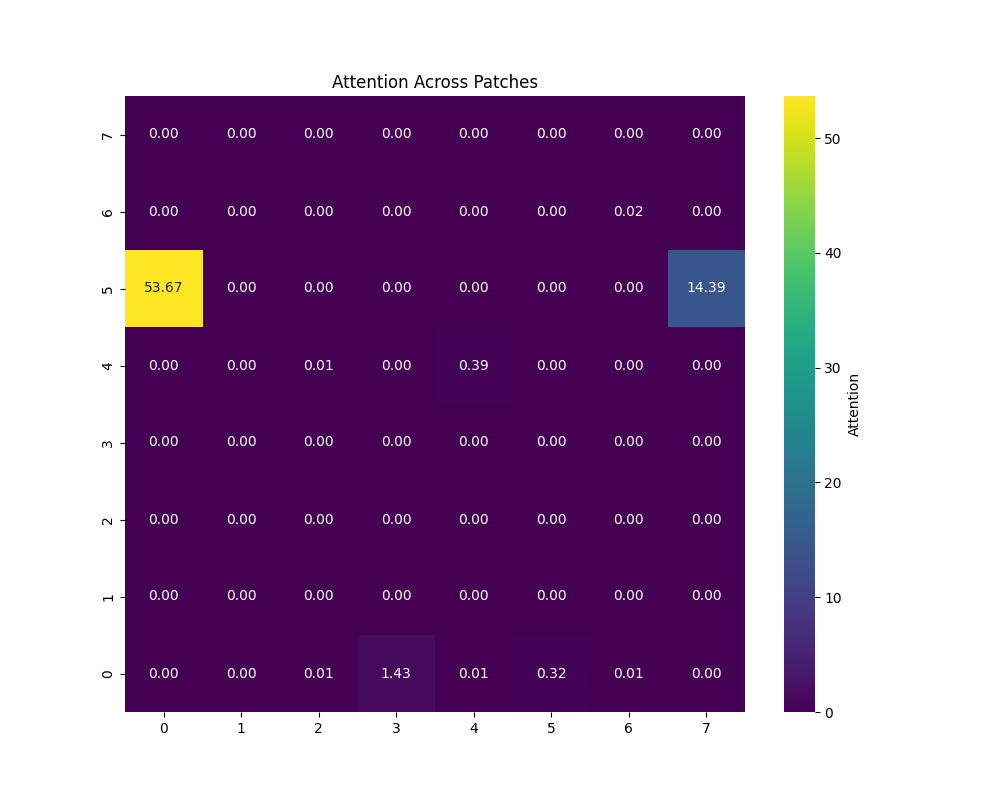 Attention Across Patches
7 0.00 0.00 0.00 0.00 0.00 0.00 0.00 0.00
6 0.00 0.00 0.00 0.00 0.00 0.00 0.02 0.00
5 53.67 0.00 0.00 0.00 0.00 0.00 0.00 14.39
4 0.00 0.00 0.01 0.00 0.39 0.00 0.00 0.00
3 0.00 0.00 0.00 0.00 0.00 0.00 0.00 0.00
2 0.00 0.00 0.00 0.00 0.00 0.00 0.00 0.00
1 0.00 0.00 0.00 0.00 0.00 0.00 0.00 0.00
0 0.00 0.00 0.01 1.43 0.01 0.32 0.01 0.00
0 1 2 3 4 5 6 7
50
40
30
20
10
0
Attention